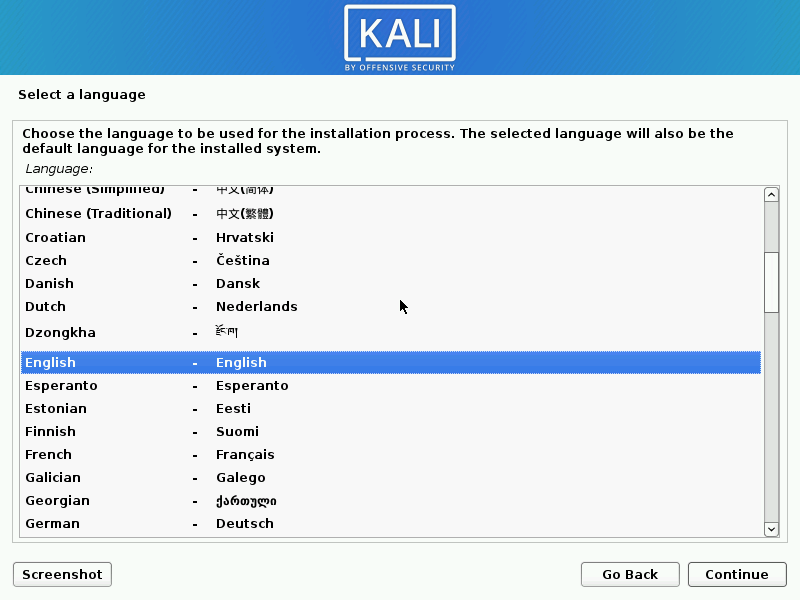 KALI
BY OFFENSIVE SECURITY
Select a language
Choose the language to be used for the installation process. The selected language will also be the
default language for the installed system.
Language:
Chinese (Simplified) - 中文(简体)
Chinese (Traditional) - 中文(繁體)
Croatian - Hrvatski
Czech - Čeština
Danish - Dansk
Dutch - Nederlands
Dzongkha - རྫོང་ཁ།
English - English
Esperanto - Esperanto
Estonian - Eesti
Finnish - Suomi
French - Français
Galician - Galego
Georgian - ქართული
German - Deutsch
Screenshot Go Back Continue